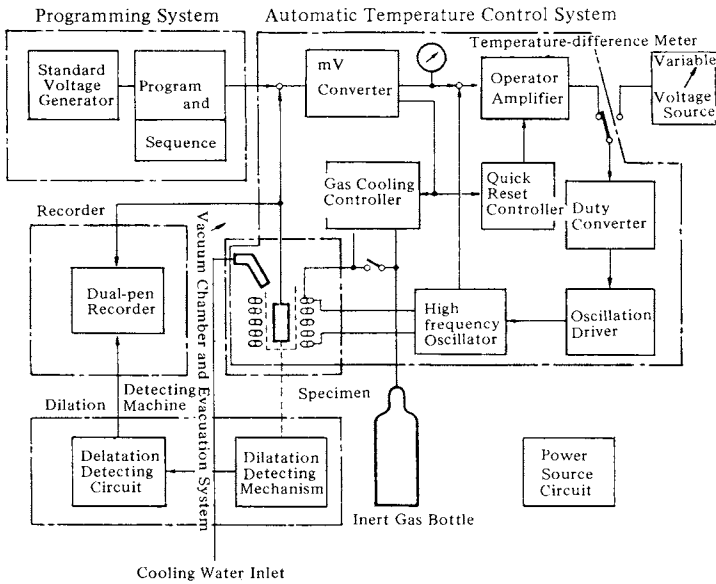 Programming System
Automatic Temperature Control System
Standard
Voltage
Generator
Program
and
Sequence
mV
Converter
Temperature-difference Meter
Operator
Amplifier
Variable
Voltage
Source
Gas Cooling
Controller
Quick
Reset
Controller
Duty
Converter
Recorder
Dual-pen
Recorder
Vacuum Chamber and Evacuation System
High
frequency
Oscillator
Oscillation
Driver
Specimen
Dilation
Detecting
Machine
Delatation
Detecting
Circuit
Dilatation
Detecting
Mechanism
Inert Gas Bottle
Power
Source
Circuit
Cooling Water Inlet